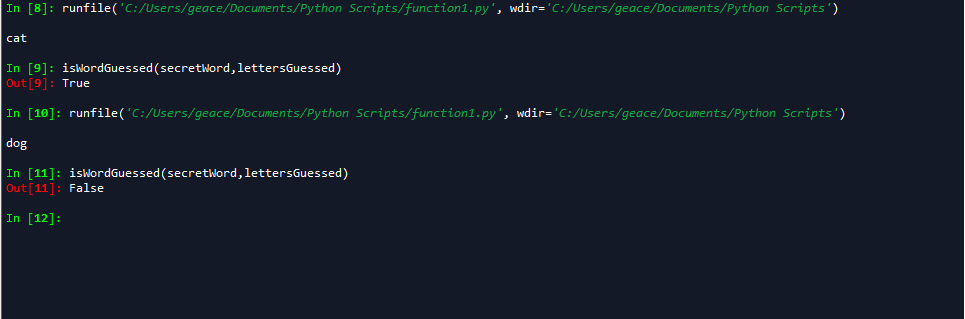 In [8]: runfile('C:/Users/geace/Documents/Python Scripts/function1.py', wdir='C:/Users/geace/Documents/Python Scripts')
cat
In [9]: isWordGuessed(secretWord,lettersGuessed)
Out[9]: True
In [10]: runfile('C:/Users/geace/Documents/Python Scripts/function1.py', wdir='C:/Users/geace/Documents/Python Scripts')
dog
In [11]: isWordGuessed(secretWord,lettersGuessed)
Out[11]: False
In [12]: